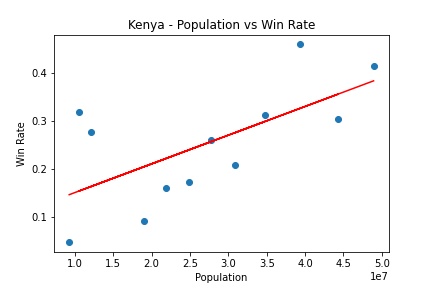 Kenya - Population vs Win Rate
0.4
0.3
0.2
0.1
Win Rate
1.0 1.5 2.0 2.5 3.0 3.5 4.0 4.5 5.0
1e7
Population